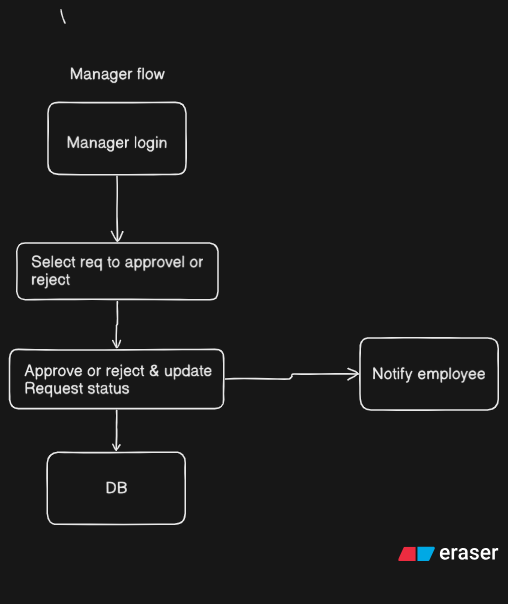 Manager flow
Manager login
Select req to approvel or
reject
Approve or reject & update
Request status
Notify employee
DB
eraser